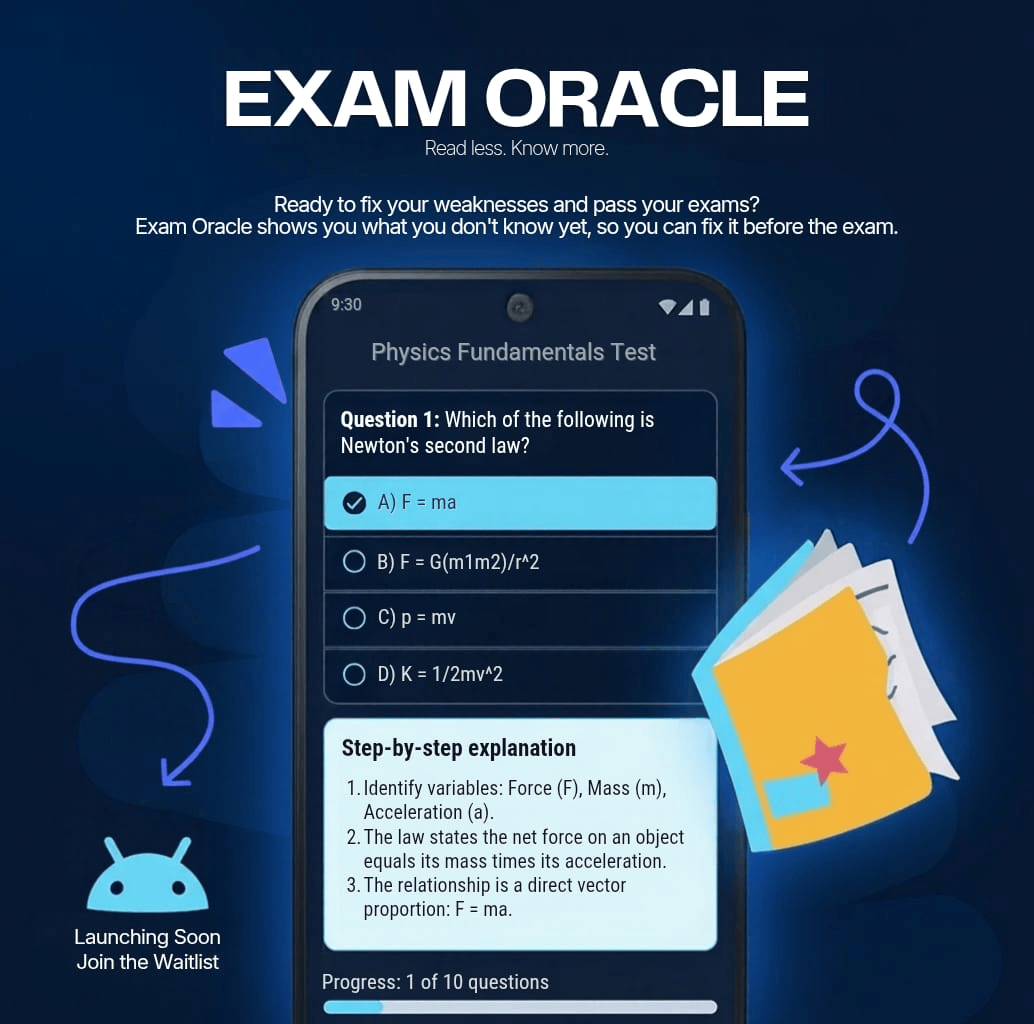 EXAM ORACLE
Read less. Know more.
Ready to fix your weaknesses and pass your exams?
Exam Oracle shows you what you don't know yet, so you can fix it before the exam.
9:30
Physics Fundamentals Test
Question 1: Which of the following is
Newton's second law?
A) F = ma
B) F = G(m1m2)/r^2
C) p = mv
D) K = 1/2mv^2
Step-by-step explanation
1. Identify variables: Force (F), Mass (m),
Acceleration (a).
2. The law states the net force on an object
equals its mass times its acceleration.
3. The relationship is a direct vector
proportion: F = ma.
Progress: 1 of 10 questions
Launching Soon
Join the Waitlist